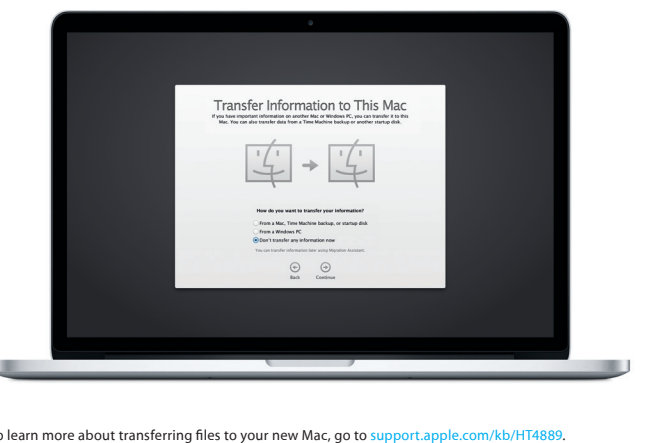 Transfer Information to This Mac
If you have important information on another Mac or Windows PC, you can transfer it to this
Mac. You can also transfer data from a Time Machine backup or another startup disk.
How do you want to transfer your information?
From a Mac, Time Machine backup, or startup disk
From a Windows PC
Don't transfer any information now
You can transfer information later using Migration Assistant.
Back Continue
o learn more about transferring files to your new Mac, go to support.apple.com/kb/HT4889.